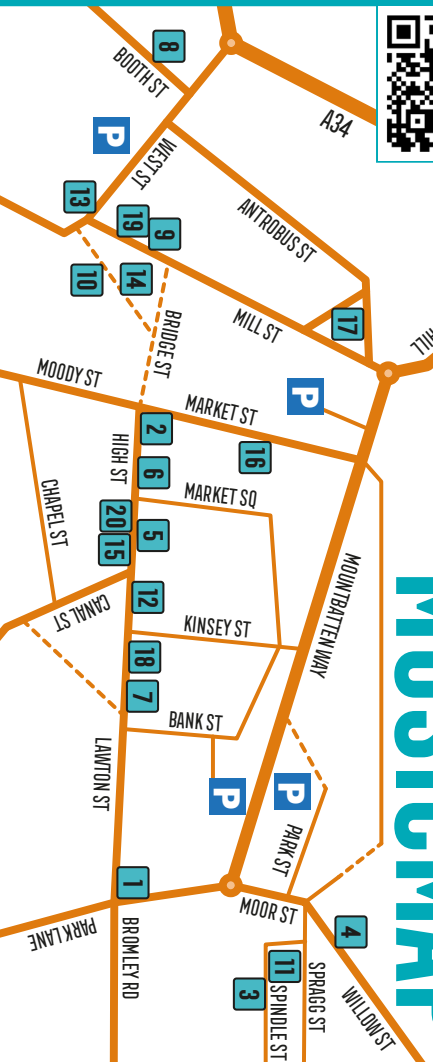 MUSICMAP
8
BOOTH ST
A34
P
WEST ST
ANTROBUS ST
13
19
9
10
14
MILL ST
17
BRIDGE ST
MOODY ST
MARKET ST
P
2
HIGH ST
6
16
MARKET SQ
CHAPEL ST
20
5
15
CANAL ST
12
KINSEY ST
MOUNTBATTEN WAY
18
7
BANK ST
LAWTON ST
P
P
PARK ST
1
MOOR ST
PARK LANE
BROMLEY RD
4
WILLOW ST
11
3
SPRAGG ST
SPINDLE ST